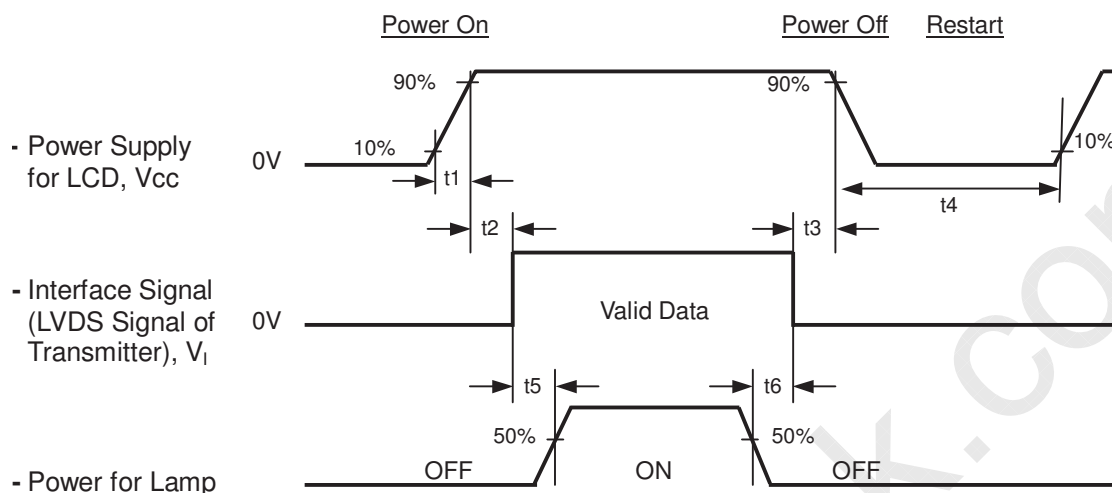 Power On
Power Off
Restart
90%
90%
10%
10%
- Power Supply
for LCD, Vcc
0V
t1
t4
t2
t3
- Interface Signal
(LVDS Signal of
Transmitter), VI
0V
Valid Data
t5
t6
50%
50%
- Power for Lamp
OFF
ON
OFF
k.com